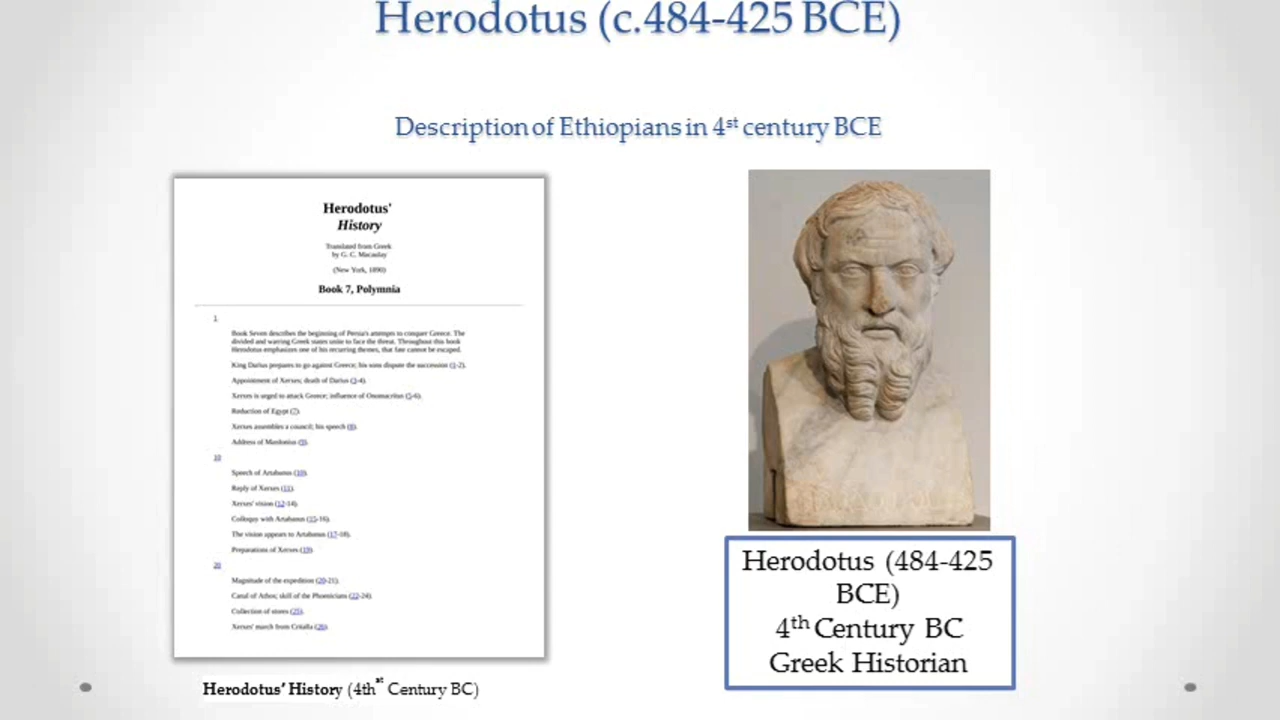 Herodotus (c.484-425 BCE)
Description of Ethiopians in 4st century BCE
Herodotus'
History
Translated from Greek
by G. C. Macaulay
(New York, 1890)
Book 7, Polymnia
1
Book Seven describes the beginning of Persia's attempts to conquer Greece. The
divided and warring Greek states unite to face the threat. Throughout this book
Herodotus emphasizes one of his recurring themes, that fate cannot be escaped.
King Darius prepares to go against Greece; his sons dispute the succession (1-2).
Appointment of Xerxes; death of Darius (3-4).
Xerxes is urged to attack Greece; influence of Onomacritus (5-6).
Reduction of Egypt (7).
Xerxes assembles a council; his speech (8).
Address of Mardonius (9).
10
Speech of Artabanus (10).
Reply of Xerxes (11).
Xerxes' vision (12-14).
Colloquy with Artabanus (15-16).
The vision appears to Artabanus (17-18).
Preparations of Xerxes (19).
20
Magnitude of the expedition (20-21).
Canal of Athos; skill of the Phoenicians (22-24).
Collection of stores (25).
Xerxes' march from Critalla (26).
Herodotus' History (4th st Century BC)
Herodotus (484-425
BCE)
4th Century BC
Greek Historian